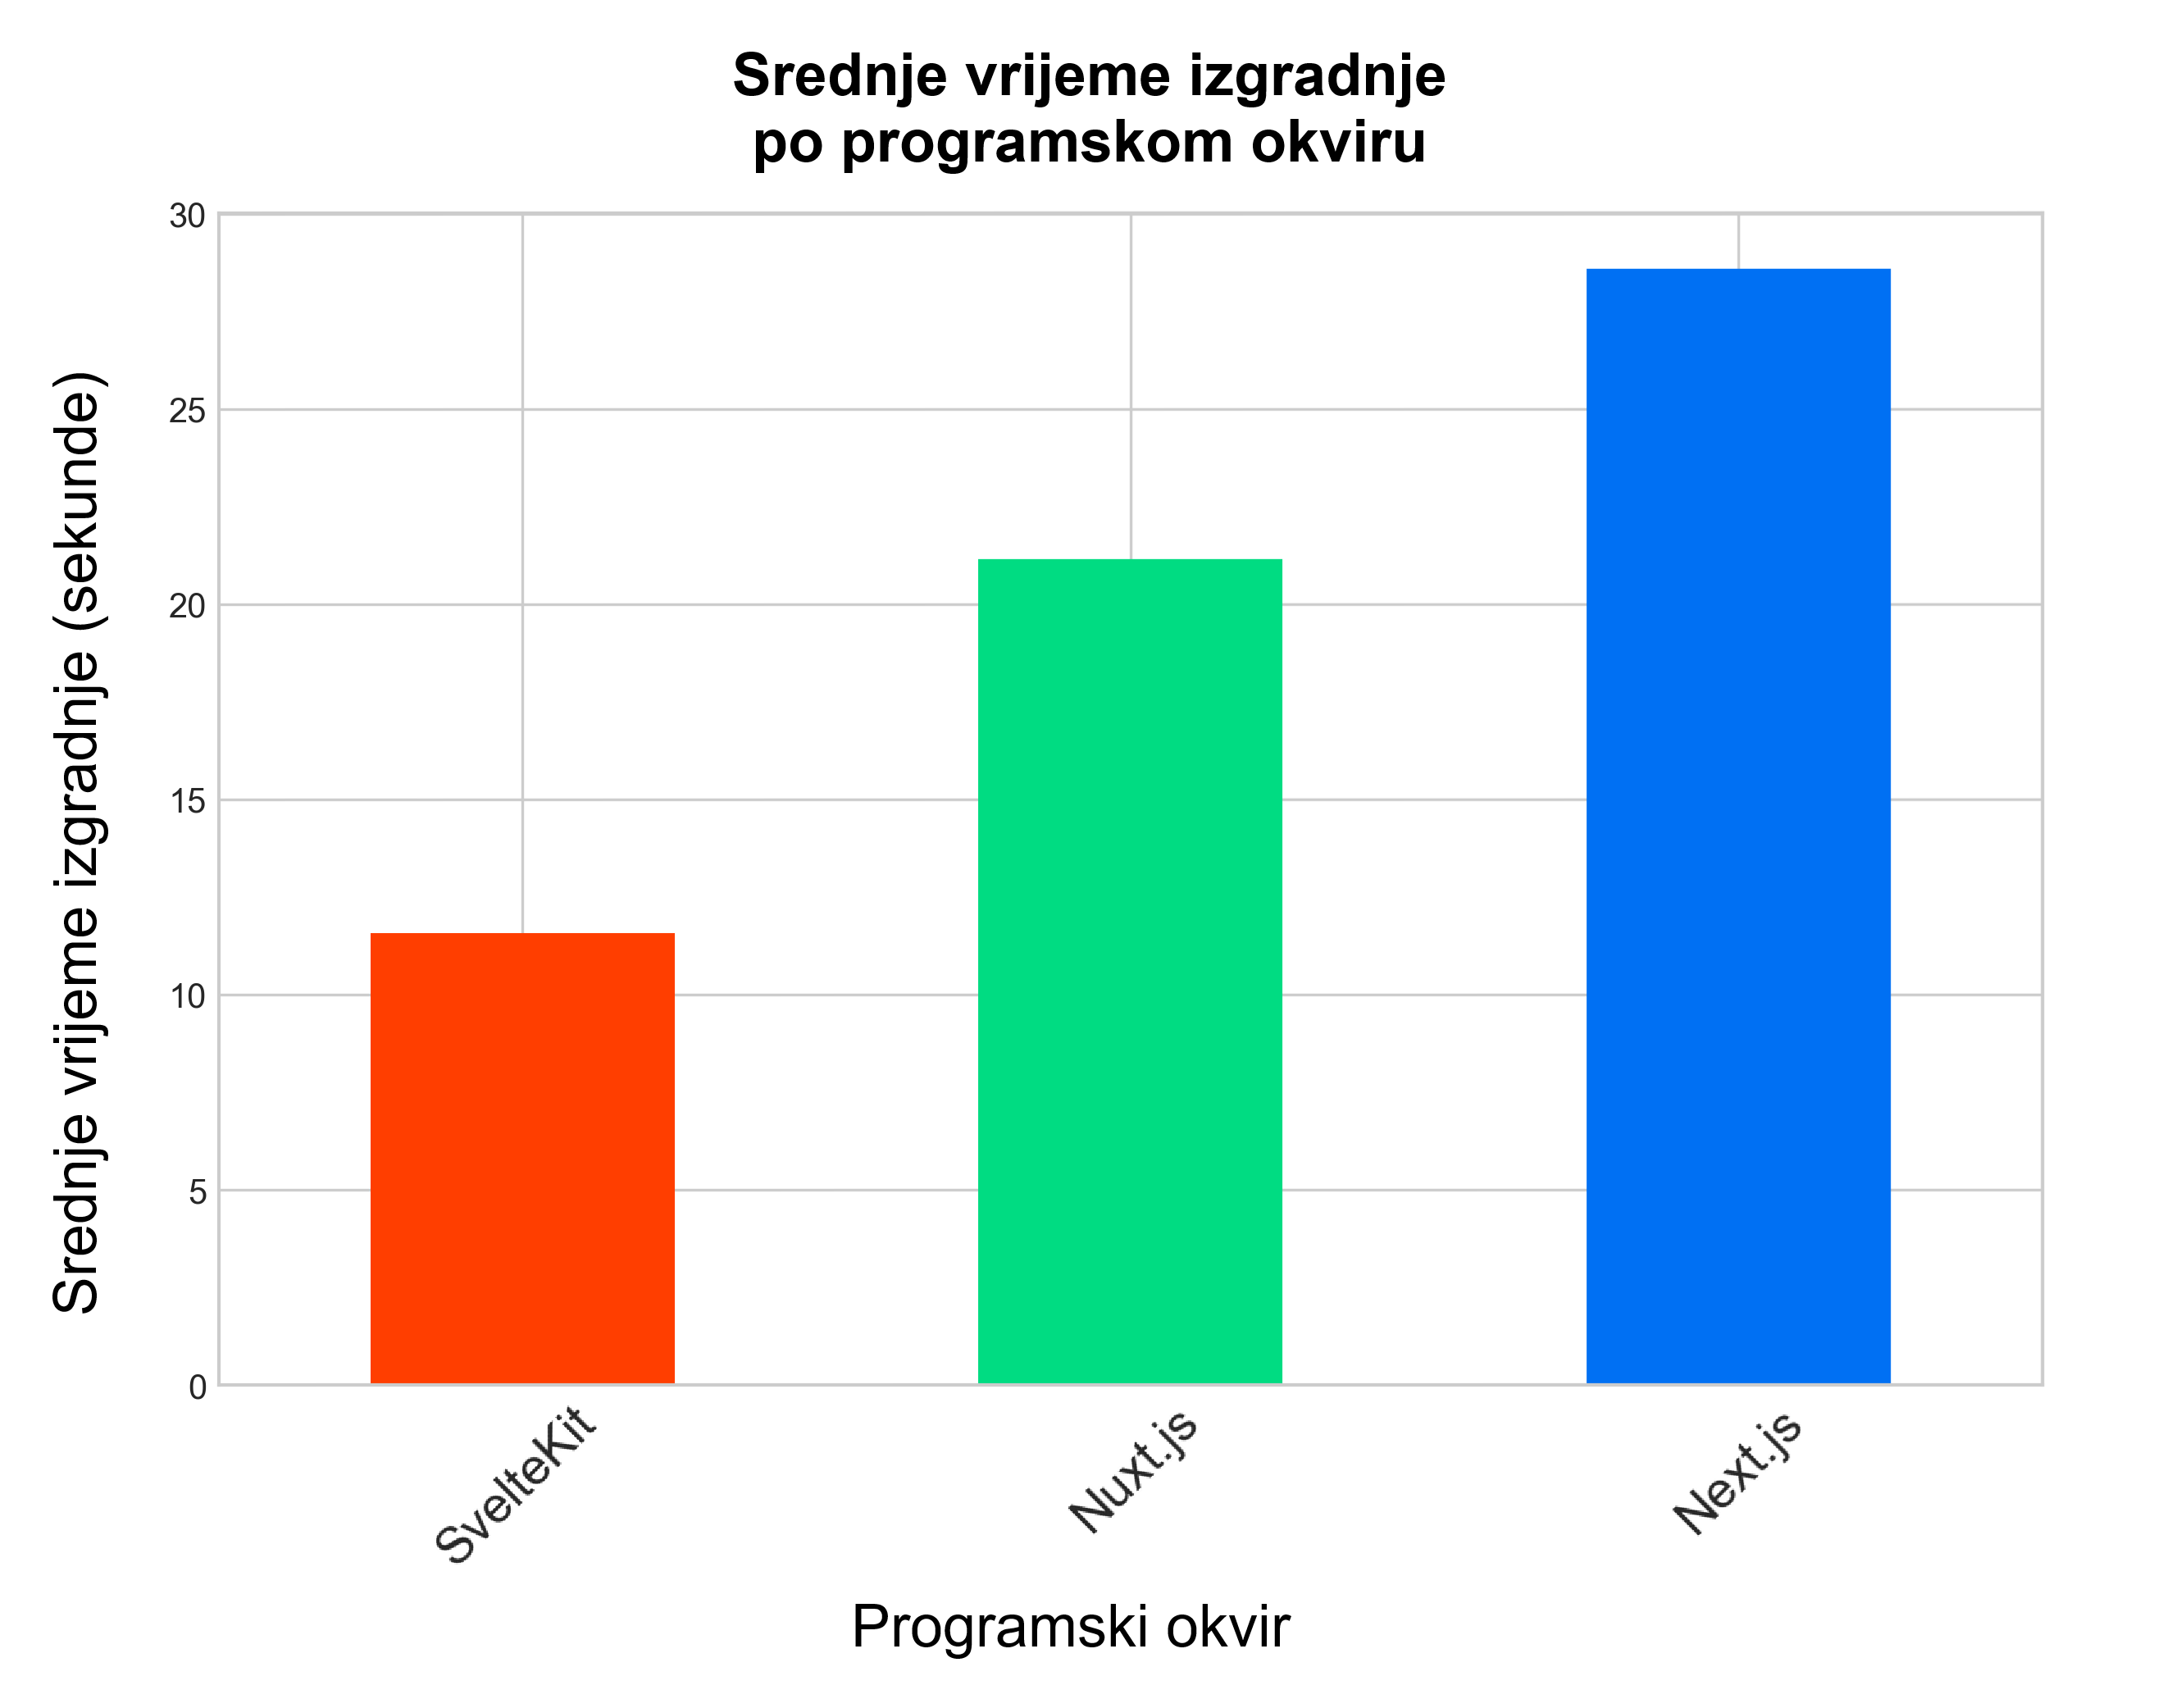 Srednje vrijeme izgradnje
po programskom okviru
Srednje vrijeme izgradnje (sekunde)
30
25
20
15
10
5
0
SvelteKit
Nuxt.js
Next.js
Programski okvir